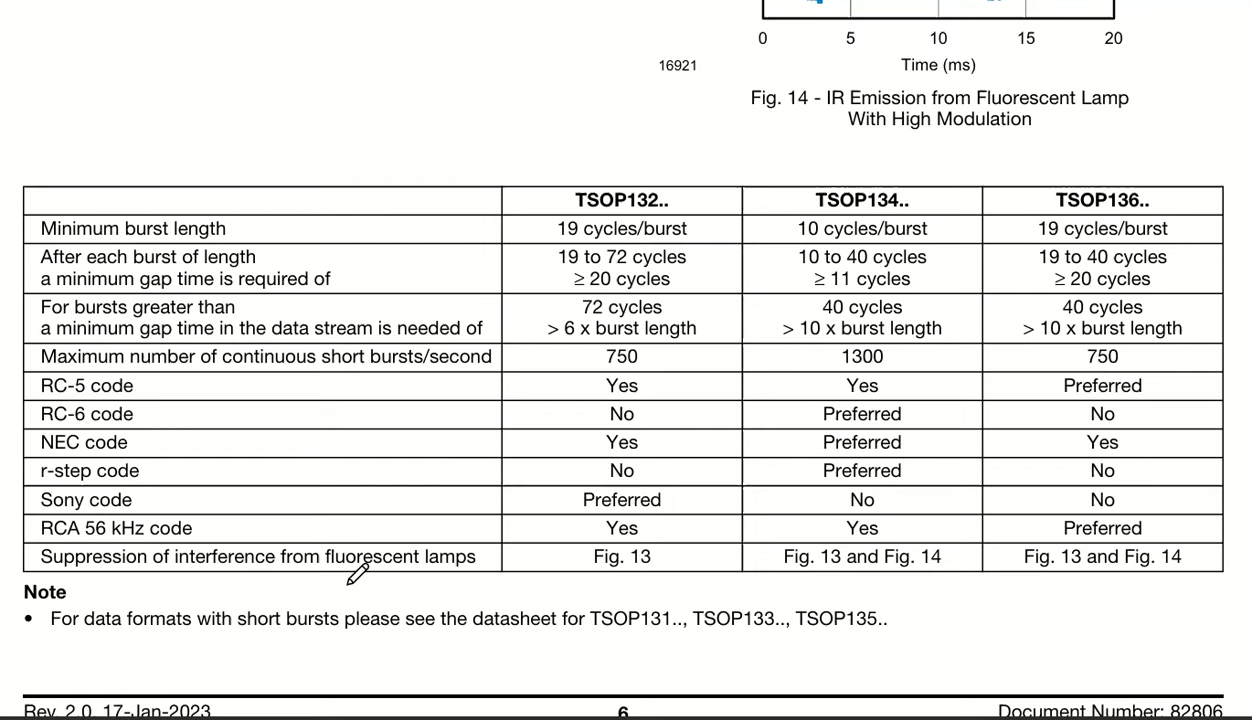 0 5 10 15 20
16921 Time (ms)
Fig. 14 - IR Emission from Fluorescent Lamp
With High Modulation
TSOP132.. TSOP134.. TSOP136..
Minimum burst length 19 cycles/burst 10 cycles/burst 19 cycles/burst
After each burst of length 19 to 72 cycles 10 to 40 cycles 19 to 40 cycles
a minimum gap time is required of ≥ 20 cycles ≥ 11 cycles ≥ 20 cycles
For bursts greater than 72 cycles 40 cycles 40 cycles
a minimum gap time in the data stream is needed of > 6 x burst length > 10 x burst length > 10 x burst length
Maximum number of continuous short bursts/second 750 1300 750
RC-5 code Yes Yes Preferred
RC-6 code No Preferred No
NEC code Yes Preferred Yes
r-step code No Preferred No
Sony code Preferred No No
RCA 56 kHz code Yes Yes Preferred
Suppression of interference from fluorescent lamps Fig. 13 Fig. 13 and Fig. 14 Fig. 13 and Fig. 14
Note
• For data formats with short bursts please see the datasheet for TSOP131.., TSOP133.., TSOP135..
Rev. 2.0, 17-Jan-2023 6 Document Number: 82806